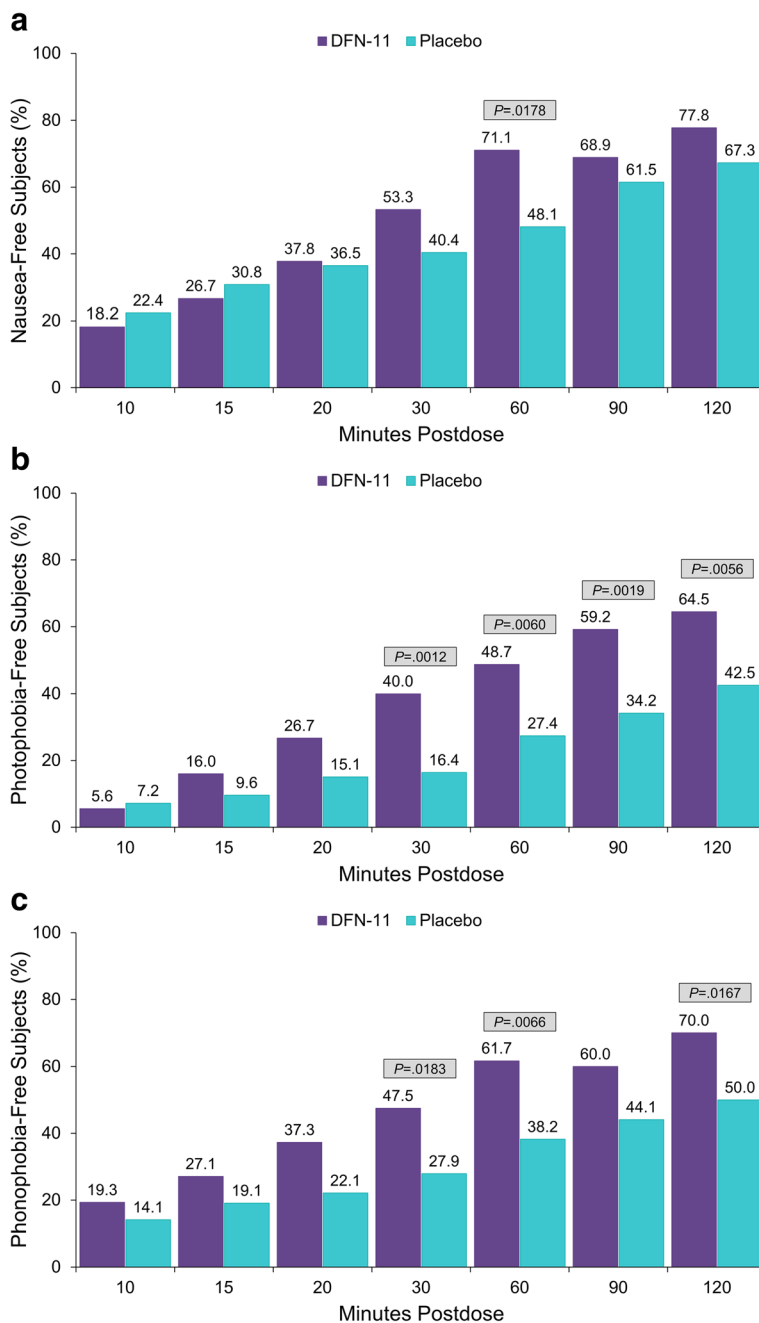 a
DFN-11 Placebo
Nausea-Free Subjects (%)
100
80
60
40
20
0
P=.0178
18.2 22.4
26.7 30.8
37.8 36.5
53.3 40.4
71.1 48.1
68.9 61.5
77.8 67.3
10 15 20 30 60 90 120
Minutes Postdose
b
DFN-11 Placebo
Photophobia-Free Subjects (%)
100
80
60
40
20
0
P=.0012
P=.0060
P=.0019
P=.0056
5.6 7.2
16.0 9.6
26.7 15.1
40.0 16.4
48.7 27.4
59.2 34.2
64.5 42.5
10 15 20 30 60 90 120
Minutes Postdose
c
DFN-11 Placebo
Phonophobia-Free Subjects (%)
100
80
60
40
20
0
P=.0183
P=.0066
P=.0167
19.3 14.1
27.1 19.1
37.3 22.1
47.5 27.9
61.7 38.2
60.0 44.1
70.0 50.0
10 15 20 30 60 90 120
Minutes Postdose